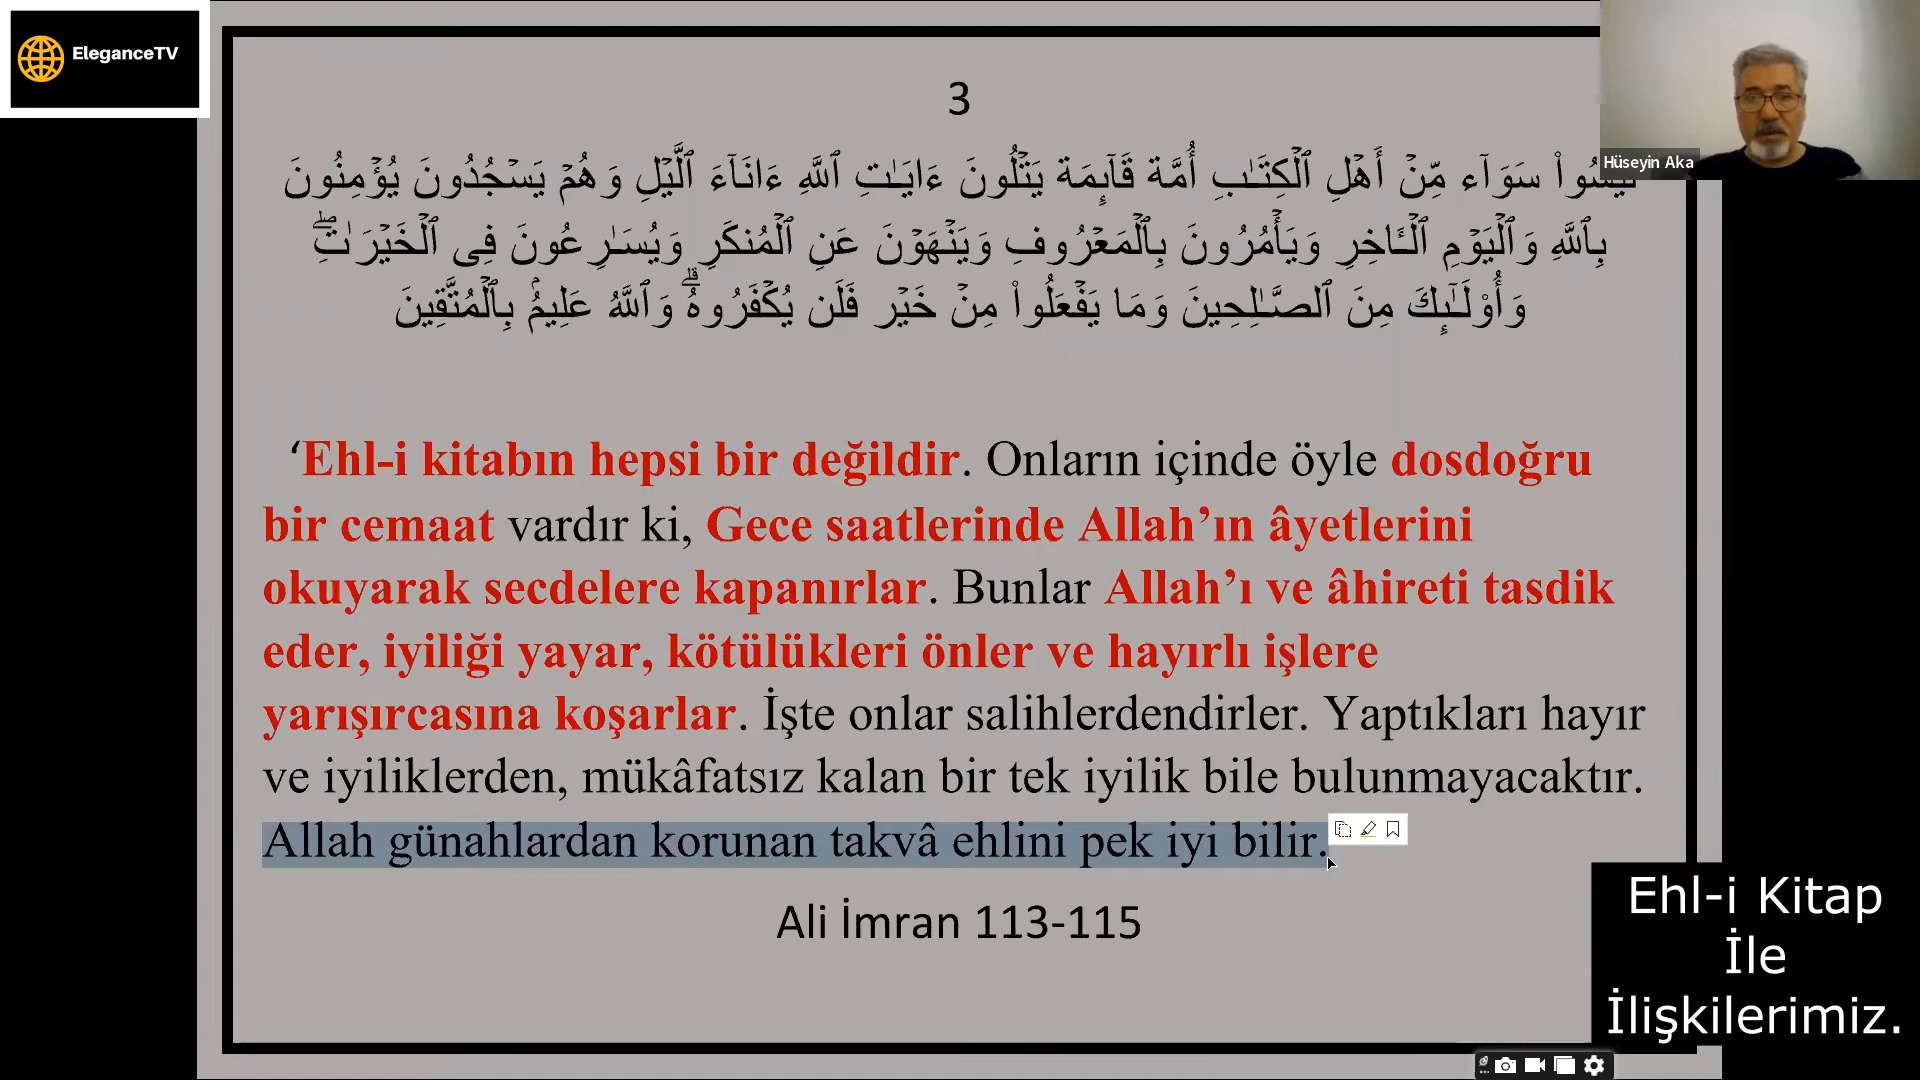 EleganceTV
3
لَيۡسُوا۟ سَوَاۤءࣰ مِّنۡ أَهۡلِ ٱلۡكِتَـٰبِ أُمَّةࣱ قَاۤىِٕمَةࣱ يَتۡلُونَ ءَايَـٰتِ ٱللَّهِ ءَانَاۤءَ ٱلَّيۡلِ وَهُمۡ يَسۡجُدُونَ يُؤۡمِنُونَ
بِٱللَّهِ وَٱلۡيَوۡمِ ٱلۡـَٔاخِرِ وَيَأۡمُرُونَ بِٱلۡمَعۡرُوفِ وَيَنۡهَوۡنَ عَنِ ٱلۡمُنكَرِ وَيُسَـٰرِعُونَ فِى ٱلۡخَيۡرَ ٰتِۖ
وَأُو۟لَـٰۤىِٕكَ مِنَ ٱلصَّـٰلِحِينَ وَمَا يَفۡعَلُوا۟ مِنۡ خَيۡرࣲ فَلَن يُكۡفَرُوهُۗ وَٱللَّهُ عَلِيمُۢ بِٱلۡمُتَّقِينَ
‘Ehl-i kitabın hepsi bir değildir. Onların içinde öyle dosdoğru
bir cemaat vardır ki, Gece saatlerinde Allah’ın âyetlerini
okuyarak secdelere kapanırlar. Bunlar Allah’ı ve âhireti tasdik
eder, iyiliği yayar, kötülükleri önler ve hayırlı işlere
yarışırcasına koşarlar. İşte onlar salihlerdendirler. Yaptıkları hayır
ve iyiliklerden, mükâfatsız kalan bir tek iyilik bile bulunmayacaktır.
Allah günahlardan korunan takvâ ehlini pek iyi bilir.
Ali İmran 113-115
Hüseyin Aka
Ehl-i Kitap
İle
İlişkilerimiz.